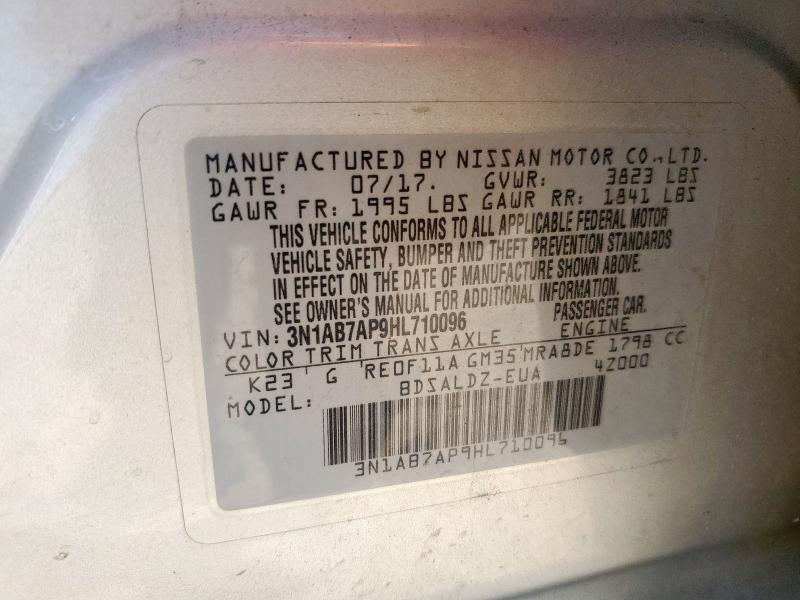 MANUFACTURED BY NISSAN MOTOR CO., LTD.
DATE: 07/17. GVWR: 3823 LBS
GAWR FR: 1995 LBS GAWR RR: 1841 LBS
THIS VEHICLE CONFORMS TO ALL APPLICABLE FEDERAL MOTOR
VEHICLE SAFETY, BUMPER AND THEFT PREVENTION STANDARDS
IN EFFECT ON THE DATE OF MANUFACTURE SHOWN ABOVE.
SEE OWNER'S MANUAL FOR ADDITIONAL INFORMATION.
VIN: 3N1AB7AP9HL710096 PASSENGER CAR.
COLOR TRIM TRANS AXLE ENGINE
K23 G RE0F11A GM35 MRA8DE 1798 CC
MODEL: BDSALDZ-EUA 4Z000
3N1AB7AP9HL710096